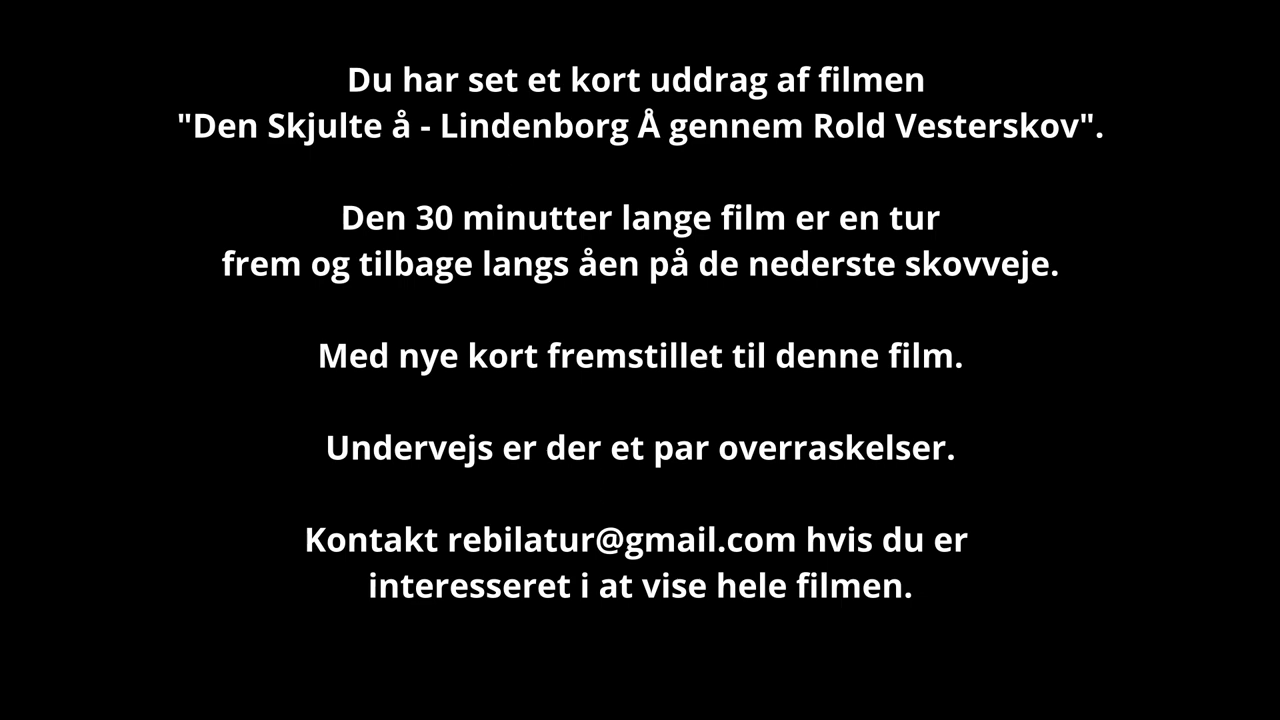 Du har set et kort uddrag af filmen
"Den Skjulte å - Lindenborg Å gennem Rold Vesterskov".
Den 30 minutter lange film er en tur
frem og tilbage langs åen på de nederste skovveje.
Med nye kort fremstillet til denne film.
Undervejs er der et par overraskelser.
Kontakt rebilatur@gmail.com hvis du er
interesseret i at vise hele filmen.